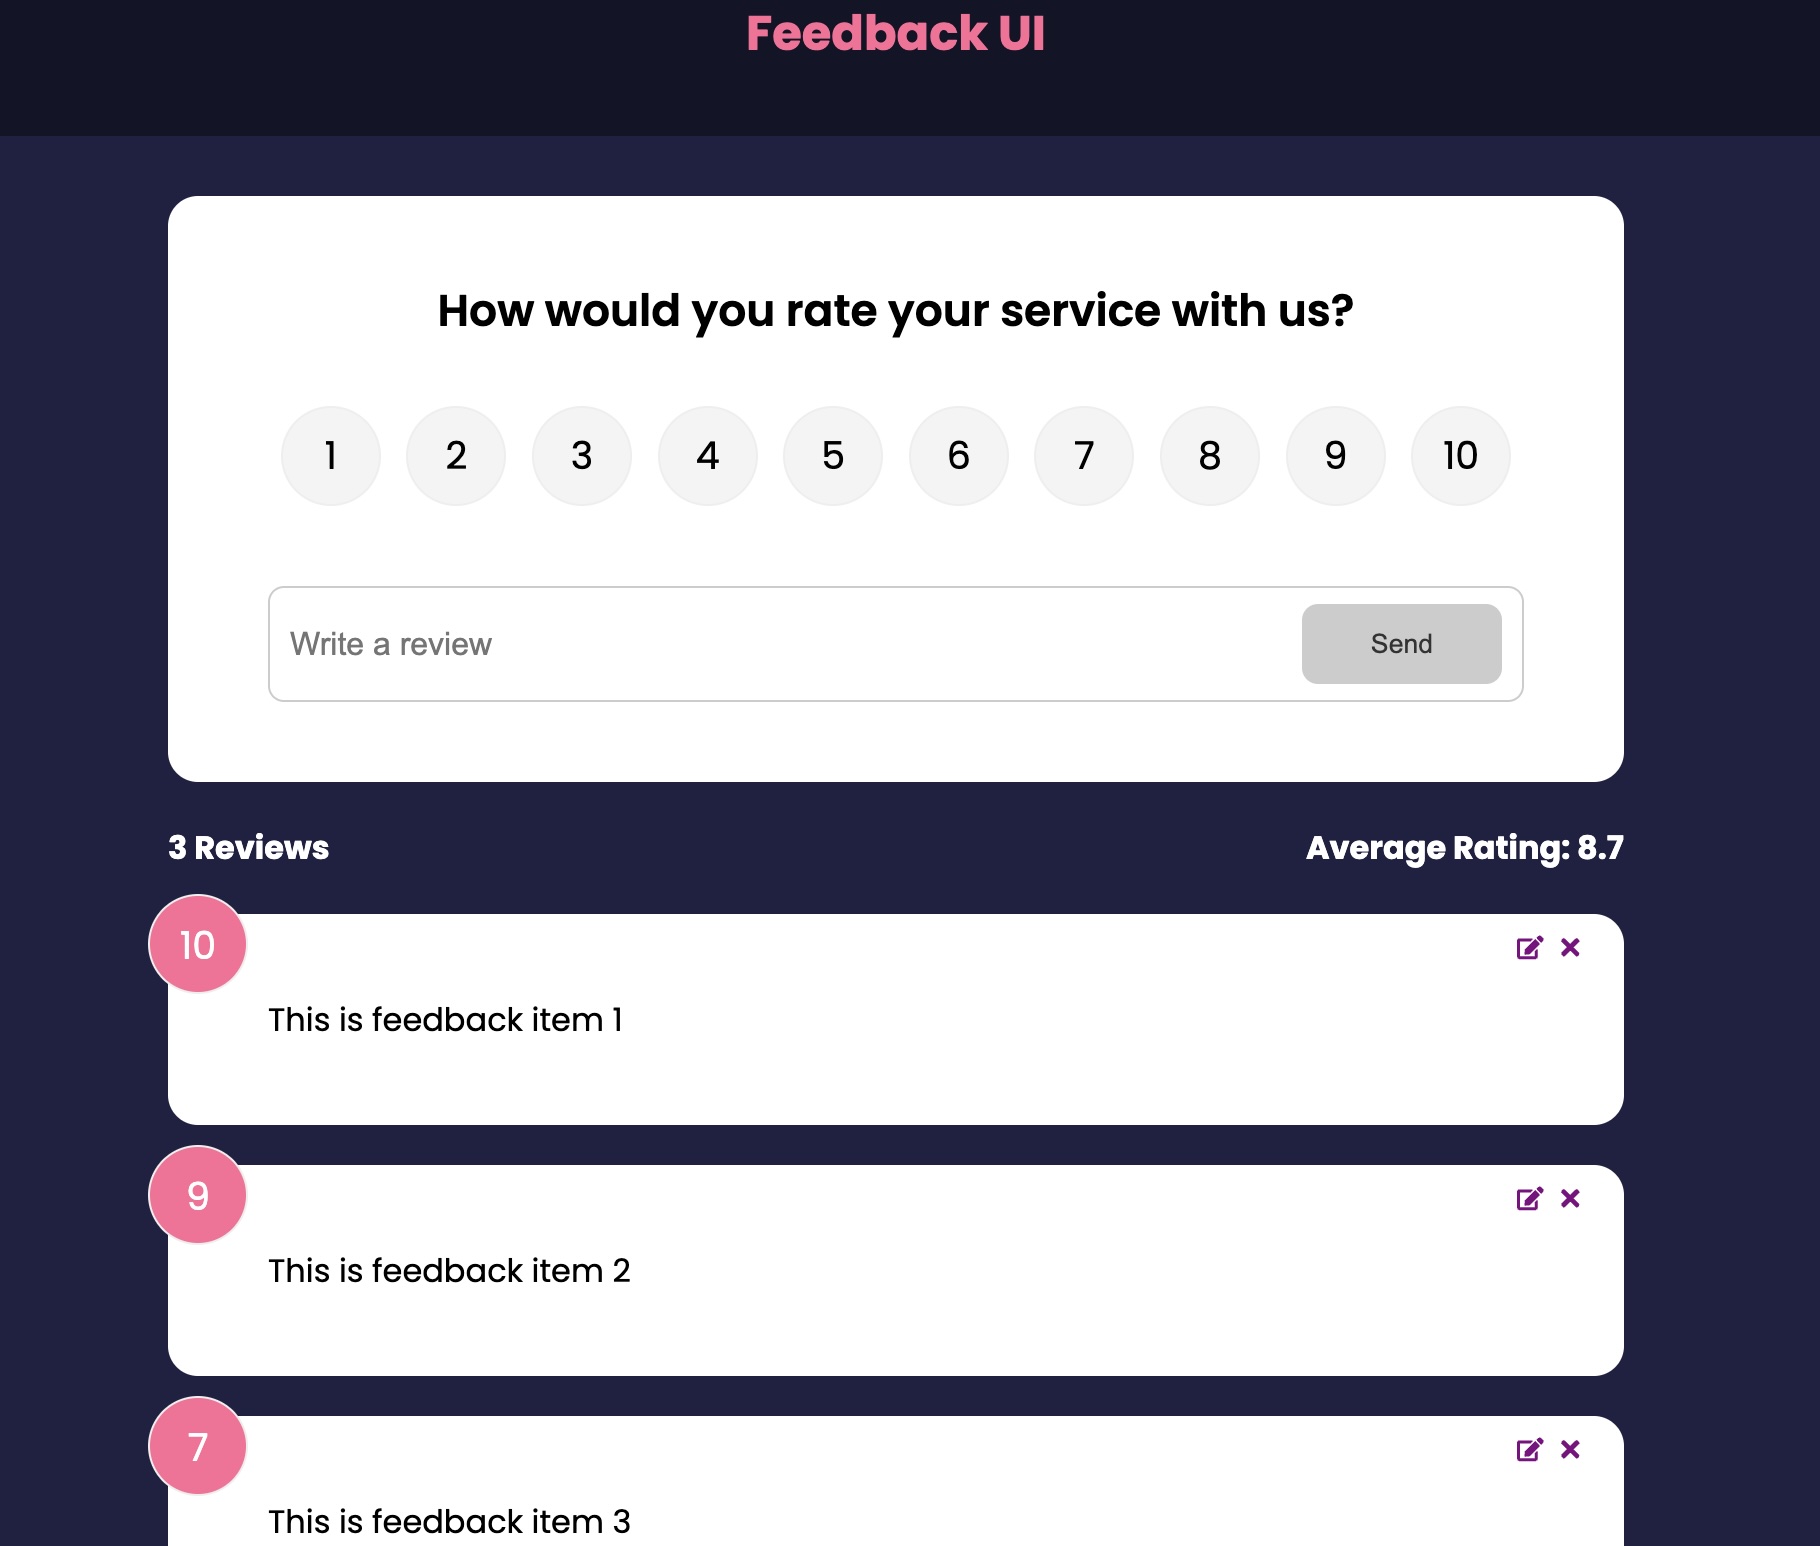 Feedback UI
How would you rate your service with us?
1 2 3 4 5 6 7 8 9 10
Write a review Send
3 Reviews Average Rating: 8.7
10
This is feedback item 1
9
This is feedback item 2
7
This is feedback item 3